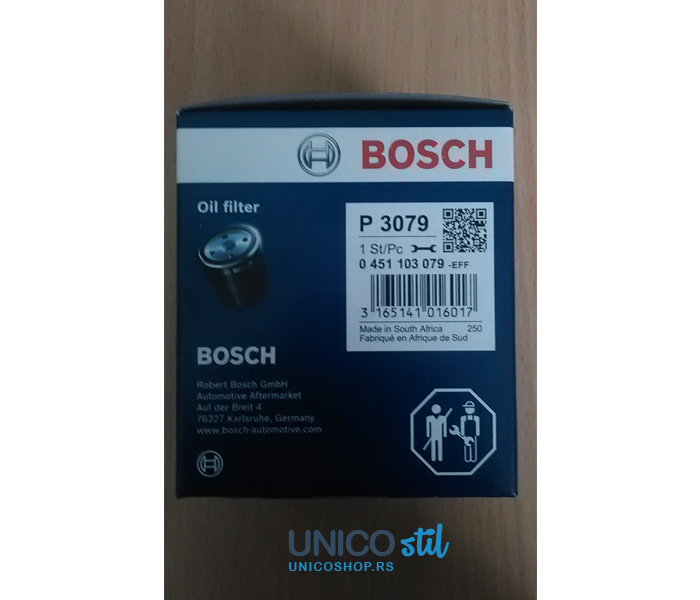 BOSCH
Oil filter
BOSCH
P 3079
1 St/Pc
0 451 103 079 -EFF
3 165141 016017
Made in South Africa 250
Fabriqué en Afrique de Sud
BOSCH
Robert Bosch GmbH
Automotive Aftermarket
Auf der Breit 4
76227 Karlsruhe, Germany
www.bosch-automotive.com
UNICO stil
UNICOSHOP.RS